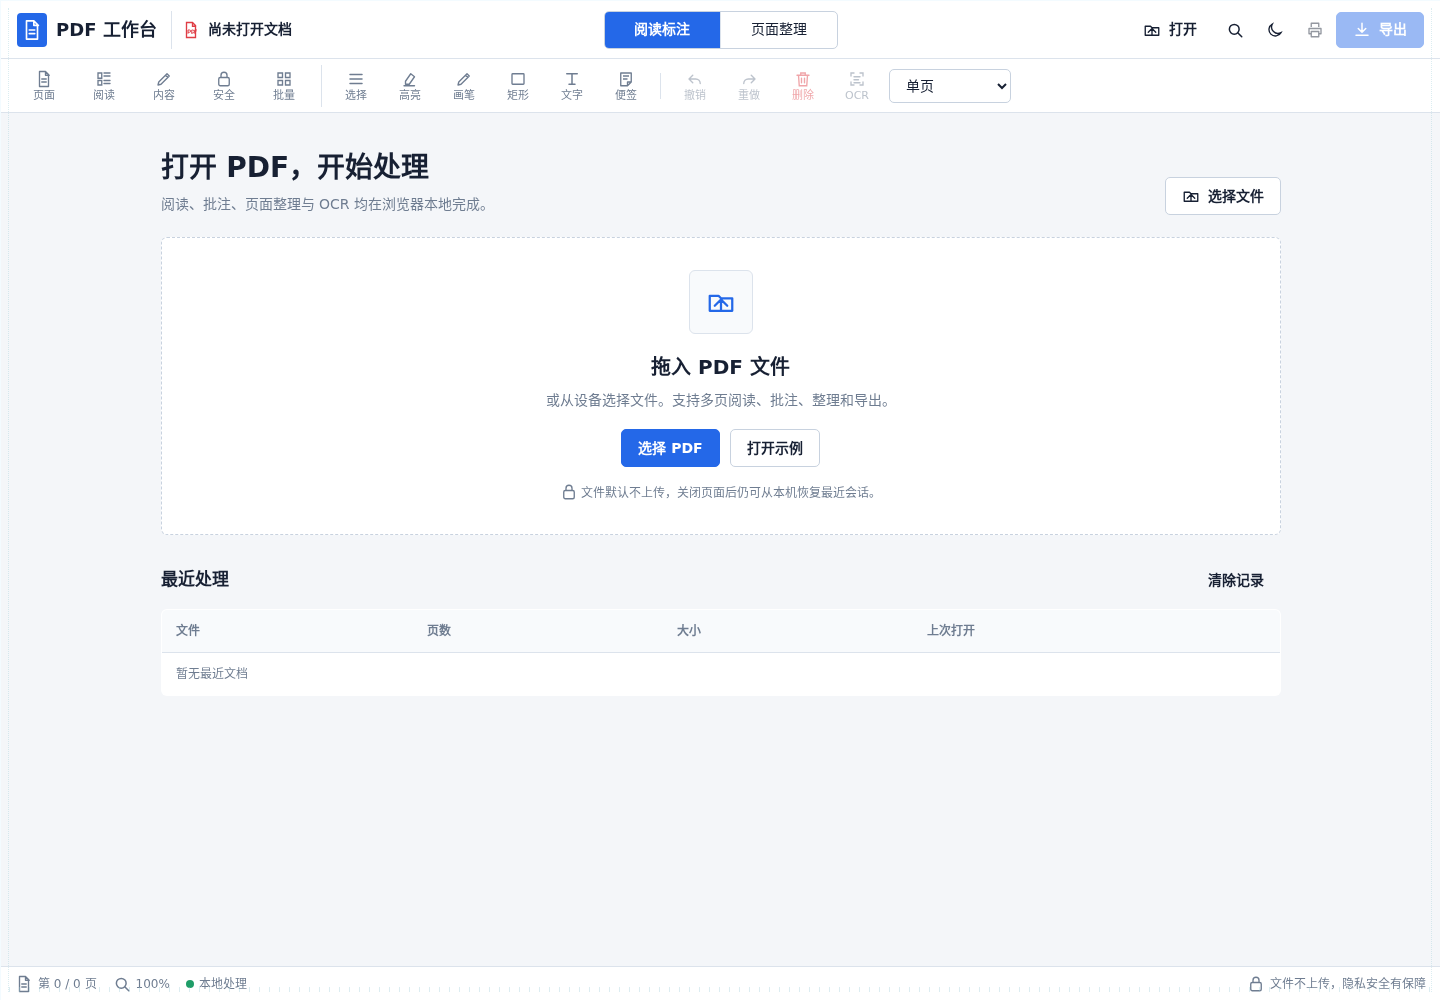 PDF 工作台
尚未打开文档
阅读标注
页面整理
打开
导出
页面
阅读
内容
安全
批量
选择
高亮
画笔
矩形
文字
便签
撤销
重做
删除
OCR
单页
打开 PDF，开始处理
阅读、批注、页面整理与 OCR 均在浏览器本地完成。
选择文件
拖入 PDF 文件
或从设备选择文件。支持多页阅读、批注、整理和导出。
选择 PDF
打开示例
文件默认不上传，关闭页面后仍可从本机恢复最近会话。
最近处理
清除记录
文件
页数
大小
上次打开
暂无最近文档
第 0 / 0 页
100%
本地处理
文件不上传，隐私安全有保障